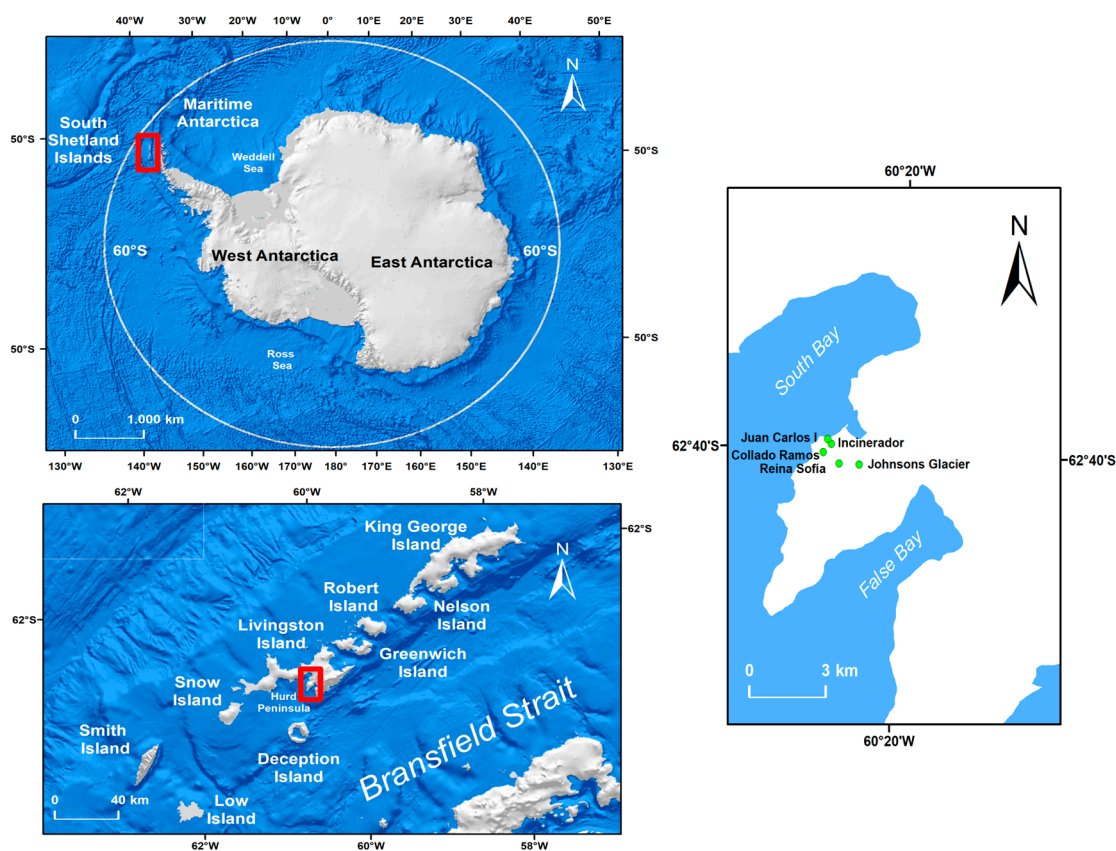 40°W 30°W 20°W 10°W 0° 10°E 20°E 30°E 40°E 50°E
N
Maritime
Antarctica
South
Shetland
Islands
50°S
50°S
Weddell
Sea
60°S
West Antarctica
East Antarctica
60°S
50°S
50°S
Ross
Sea
0 1.000 km
130°W 140°W 150°W 160°W 170°W 180° 170°W 160°W 150°W 140°W 130°E
62°W 60°W 58°W
King George
Island
62°S
N
Robert
Island
Nelson
Island
62°S
Livingston
Island
Greenwich
Island
Snow
Island
Hurd
Peninsula
Smith
Island
Deception
Island
Bransfield Strait
0 40 km
Low
Island
62°W 60°W 58°W
60°20'W
N
South Bay
62°40'S
Juan Carlos I
Incinerador
Collado Ramos
62°40'S
Reina Sofía
Johnsons Glacier
False Bay
0 3 km
60°20'W